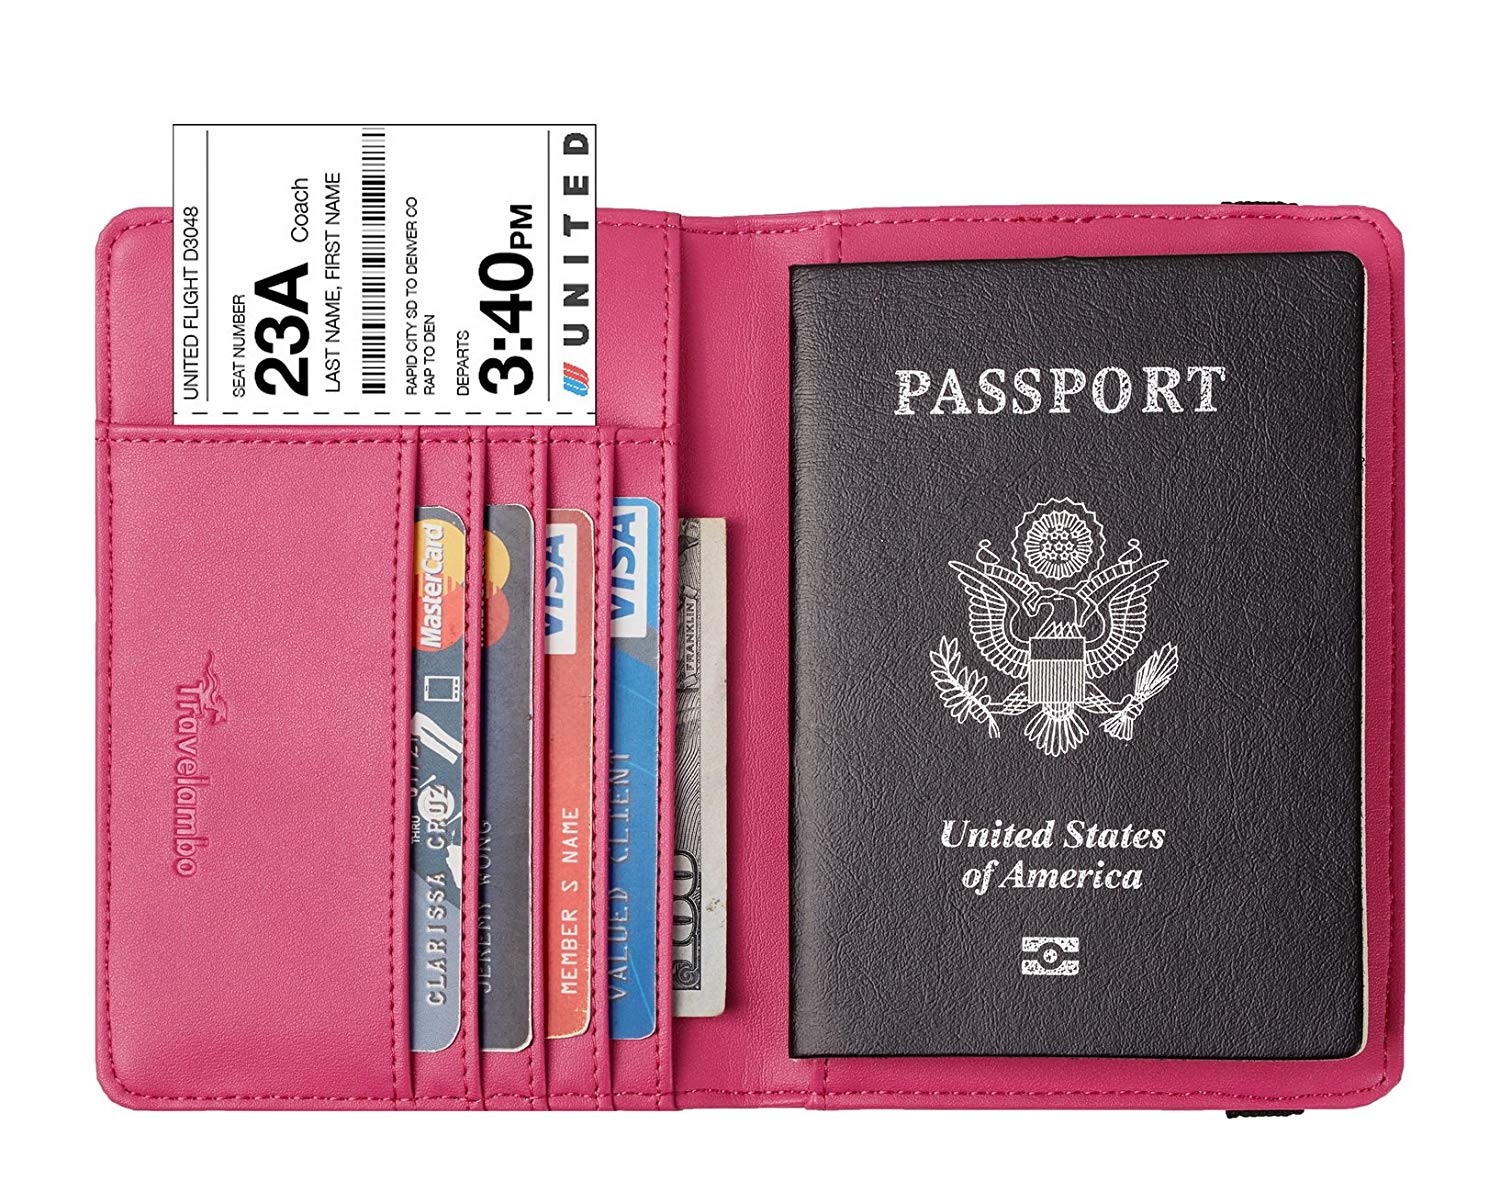 UNITED FLIGHT D3048
SEAT NUMBER
23A Coach
LAST NAME, FIRST NAME
RAPID CITY SD TO DENVER CO
RAP TO DEN
DEPARTS
3:40PM
UNITED
Travelambo
MasterCard
THRU
CLARISSA CRUZ
JEREMY WONG
VISA
MEMBER S NAME
VISA
VALUED CLIENT
FRANKLIN
100
PASSPORT
United States
of America